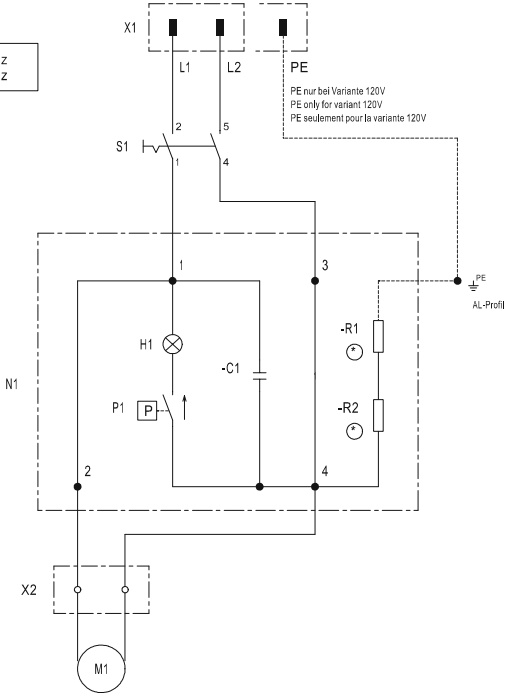 X1
z
z
L1 L2 PE
PE nur bei Variante 120V
PE only for variant 120V
PE seulement pour la variante 120V
2 5
S1
1 4
1 3
PE
AL-Profil
-R1
*
H1
-C1
N1
P1 P
-R2
*
2 4
X2
M1